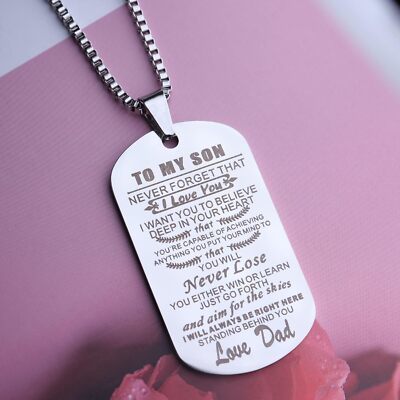 TO MY SON
NEVER FORGET THAT
I Love You
I WANT YOU TO BELIEVE
DEEP IN YOUR HEART
that
YOU'RE CAPABLE OF ACHIEVING
ANYTHING YOU PUT YOUR MIND TO
that
YOU WILL
Never Lose
YOU EITHER WIN OR LEARN
JUST GO FORTH
and aim for the skies
I WILL ALWAYS BE RIGHT HERE
STANDING BEHIND YOU
Love Dad